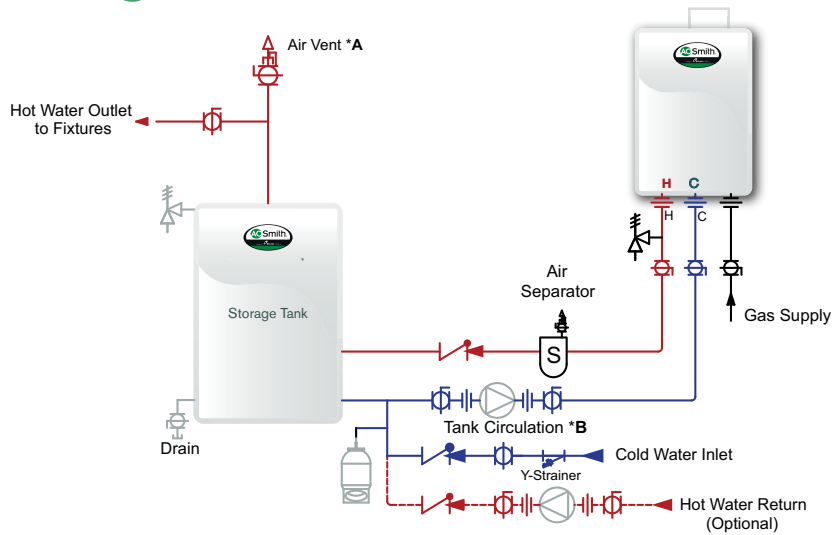 Air Vent *A
AO Smith
Hot Water Outlet
to Fixtures
H C
H C
AO Smith
Air
Separator
Storage Tank
Gas Supply
S
Tank Circulation *B
Drain
Cold Water Inlet
Y-Strainer
Hot Water Return
(Optional)